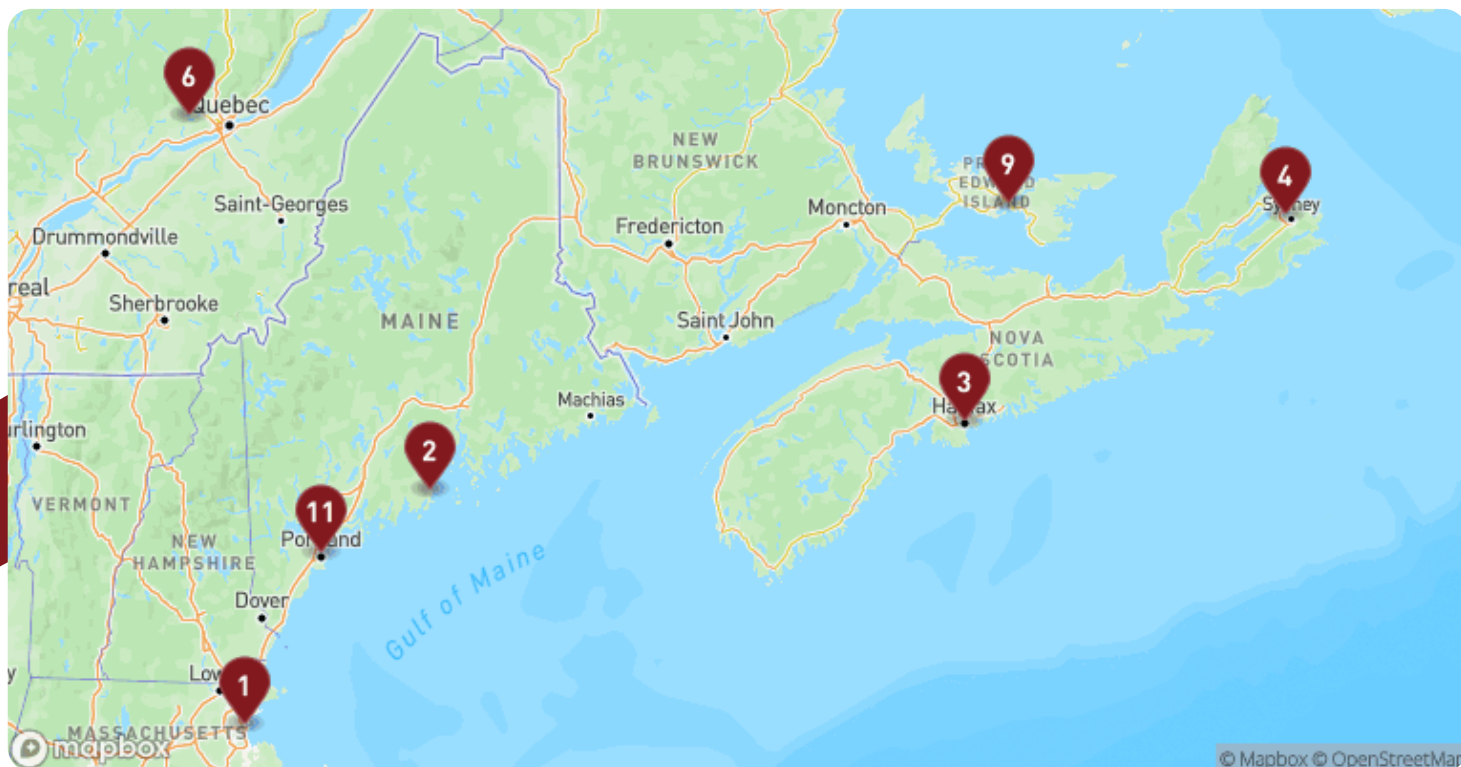 6
Quebec
NEW
BRUNSWICK
9
EDWARD
ISLAND
4
Sydney
Saint-Georges
Moncton
Fredericton
Drummondville
real
Sherbrooke
MAINE
Saint John
NOVA
SCOTIA
3
Halifax
Machias
urlington
2
VERMONT
11
Portland
NEW
HAMPSHIRE
Gulf of Maine
Dover
Low
1
y
MASSACHUSETTS
mapbox
© Mapbox © OpenStreetMap